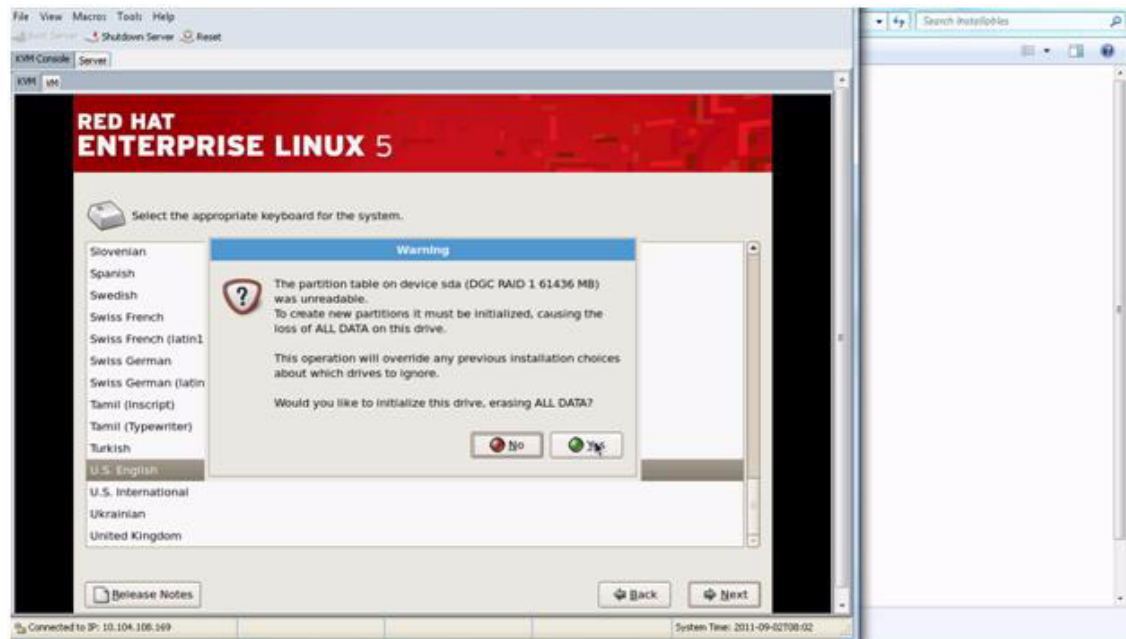 File View Macros Tools Help
Boot Server Shutdown Server Reset
KVM Console Server
KVM VM
Search Installables
RED HAT
ENTERPRISE LINUX 5
Select the appropriate keyboard for the system.
Slovenian
Spanish
Swedish
Swiss French
Swiss French (latin1
Swiss German
Swiss German (latin
Tamil (Inscript)
Tamil (Typewriter)
Turkish
U.S. English
U.S. International
Ukrainian
United Kingdom
Warning
The partition table on device sda (DGC RAID 1 61436 MB)
was unreadable.
To create new partitions it must be initialized, causing the
loss of ALL DATA on this drive.
This operation will override any previous installation choices
about which drives to ignore.
Would you like to initialize this drive, erasing ALL DATA?
No Yes
Release Notes Back Next
Connected to IP: 10.104.108.169 System Time: 2011-09-02T08:02